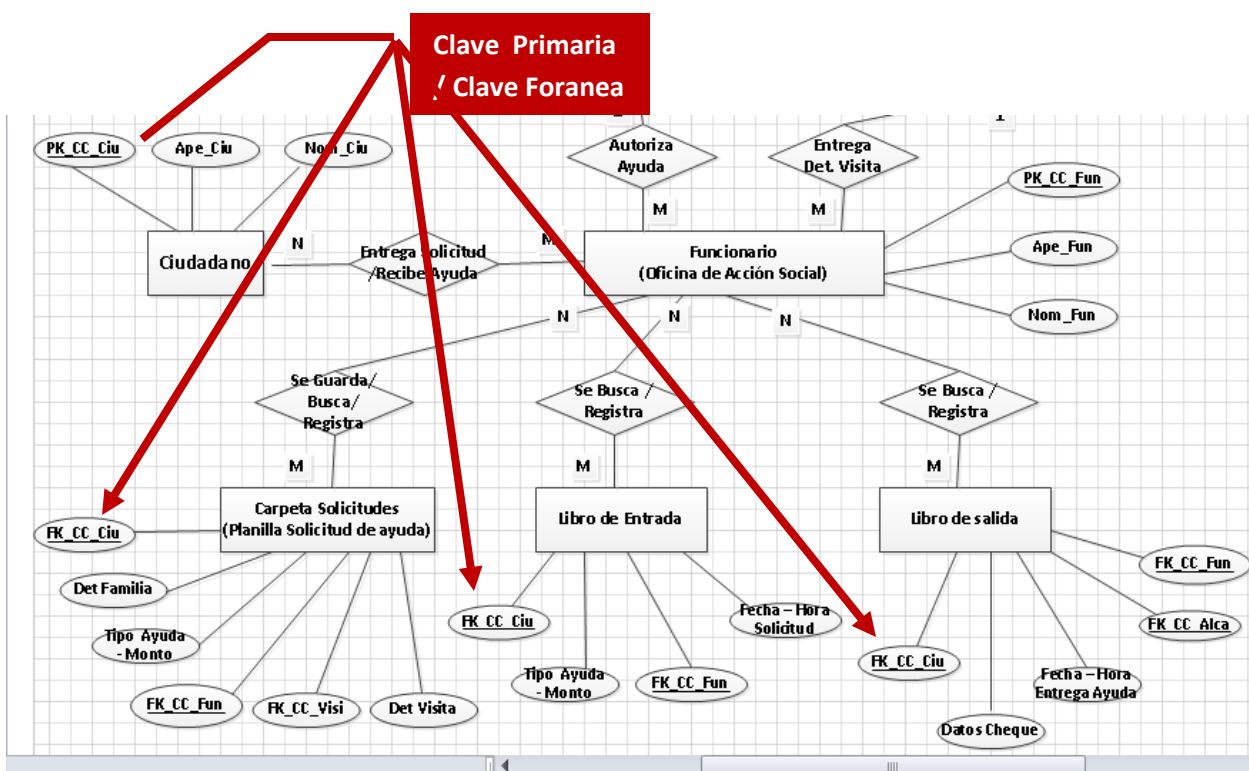 Clave Primaria
/ Clave Foranea
PK_CC_Ciu
Ape_Ciu
Nom_Ciu
Autoriza
Ayuda
Entrega
Det. Visita
1
PK_CC_Fun
M
M
Ciudadano
N
Entrega Solicitud
/Recibe Ayuda
M
Funcionario
(Oficina de Acción Social)
Ape_Fun
Nom_Fun
N
N
N
Se Guarda/
Busca/
Registra
Se Busca /
Registra
Se Busca /
Registra
M
M
M
Carpeta Solicitudes
(Planilla Solicitud de ayuda)
Libro de Entrada
Libro de salida
FK_CC_Ciu
Det Familia
Tipo Ayuda
- Monto
FK_CC_Fun
FK_CC_Visi
Det Visita
FK_CC_Ciu
Tipo Ayuda
- Monto
FK_CC_Fun
Fecha – Hora
Solicitud
FK_CC_Ciu
Datos Cheque
Fecha – Hora
Entrega Ayuda
FK_CC_Alca
FK_CC_Fun